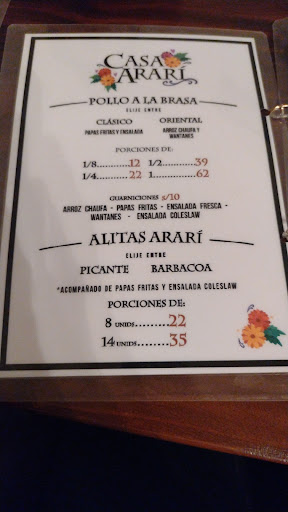 CASA
ARARÍ
POLLO A LA BRASA
ELIJE ENTRE
CLÁSICO ORIENTAL
PAPAS FRITAS Y ENSALADA ARROZ CHAUFA Y
WANTANES
PORCIONES DE:
1/8........12 1/2..........39
1/4........22 1...........62
GUARNICIONES s/10
ARROZ CHAUFA - PAPAS FRITAS - ENSALADA FRESCA -
WANTANES - ENSALADA COLESLAW
ALITAS ARARÍ
ELIJE ENTRE
PICANTE BARBACOA
*ACOMPAÑADO DE PAPAS FRITAS Y ENSALADA COLESLAW
PORCIONES DE:
8 UNIDS........22
14 UNIDS........35